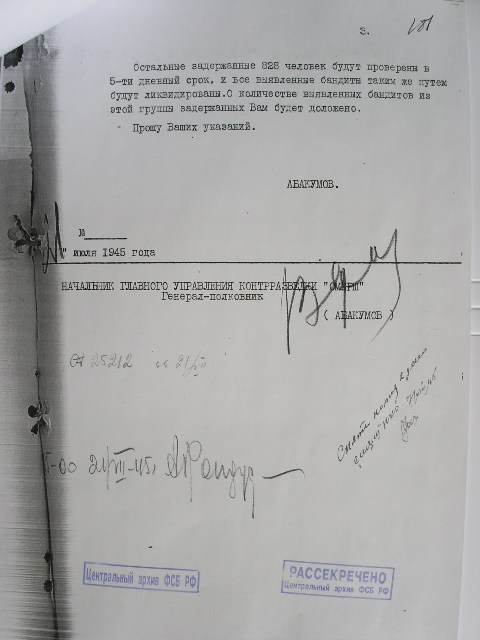 3.
Остальные задержанные 828 человек будут проверены в
5-ти дневный срок, и все выявленные бандиты таким же путем
будут ликвидированы.О количестве выявленных бандитов из
этой группы задержанных Вам будет доложено.
Прошу Ваших указаний.
АБАКУМОВ.
№
" июля 1945 года
НАЧАЛЬНИК ГЛАВНОГО УПРАВЛЕНИЯ КОНТРРАЗВЕДКИ "СМЕРШ"
Генерал-полковник
( АБАКУМОВ )
25212
Центральный архив ФСБ РФ
РАССЕКРЕЧЕНО
Центральный архив ФСБ РФ